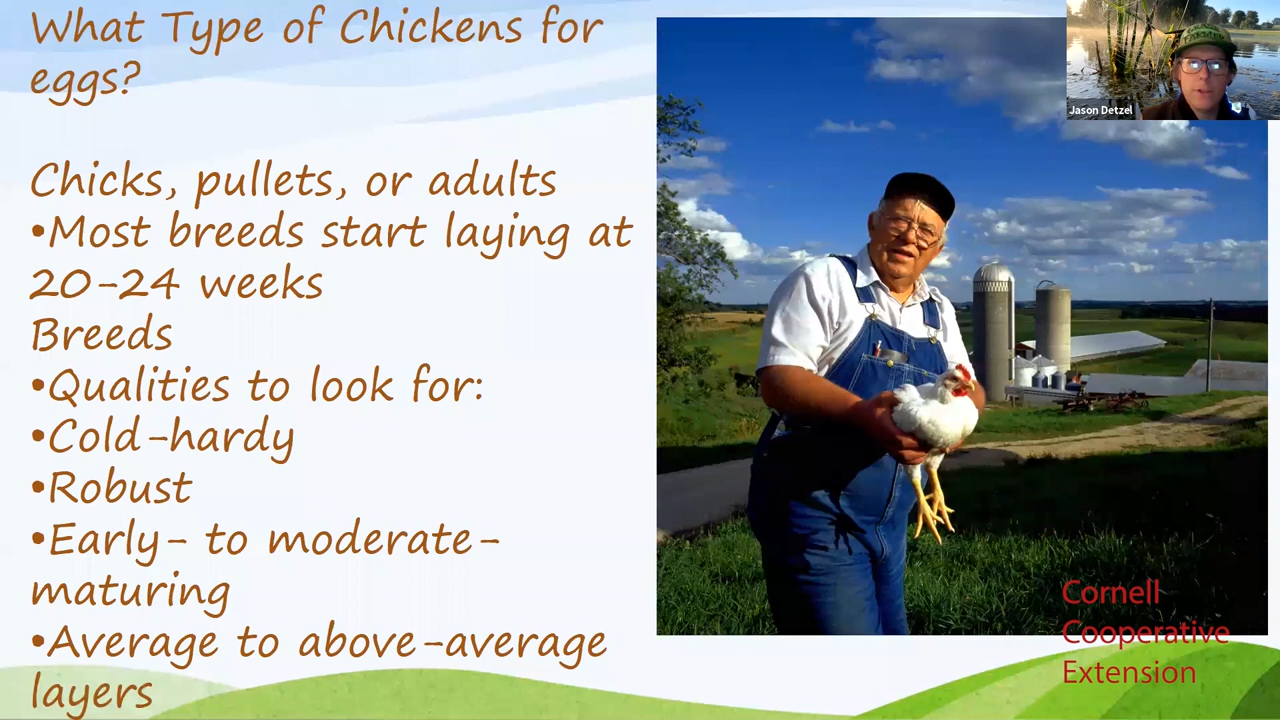 What Type of Chickens for
eggs?
Chicks, pullets, or adults
•Most breeds start laying at
20-24 weeks
Breeds
•Qualities to look for:
•Cold-hardy
•Robust
•Early- to moderate-
maturing
•Average to above-average
layers
Jason Detzel
Cornell
Cooperative
Extension